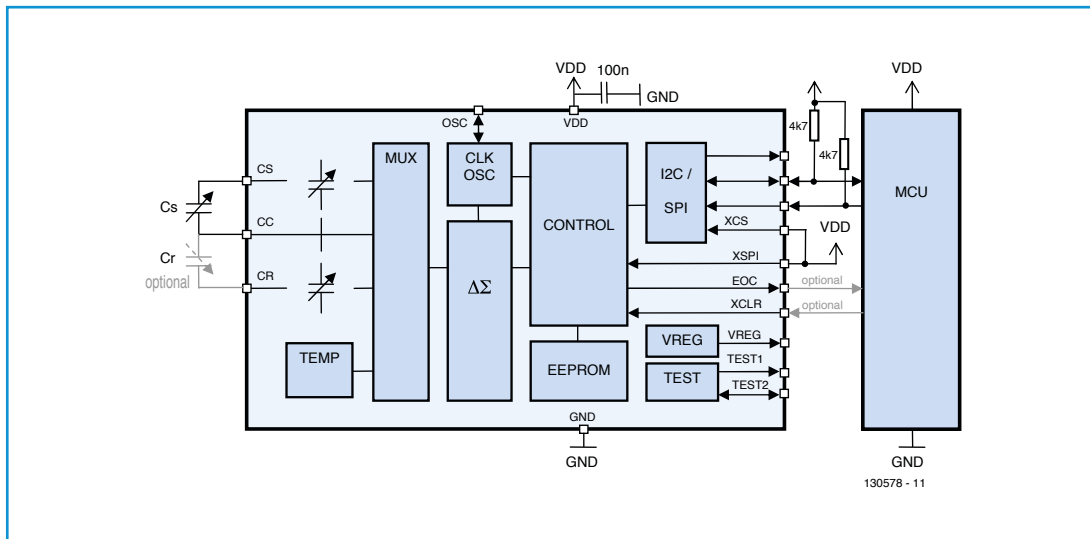 VDD
100n
GND
OSC
VDD
4k7
4k7
VDD
CS
MUX
CLK
OSC
CONTROL
I2C /
SPI
MCU
Cs
CC
XCS
VDD
Cr
optional
CR
ΔΣ
XSPI
EOC
optional
XCLR
optional
TEMP
EEPROM
VREG
VREG
TEST
TEST1
TEST2
GND
GND
GND
130578 - 11